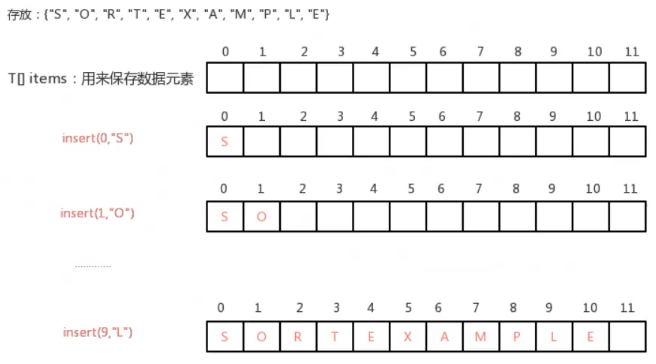 存放：{"S", "O", "R", "T", "E", "X", "A", "M", "P", "L", "E"}
0 1 2 3 4 5 6 7 8 9 10 11
T[] items：用来保存数据元素
0 1 2 3 4 5 6 7 8 9 10 11
insert(0,"S") S
0 1 2 3 4 5 6 7 8 9 10 11
insert(1,"O") S O
.............
0 1 2 3 4 5 6 7 8 9 10 11
insert(9,"L") S O R T E X A M P L E